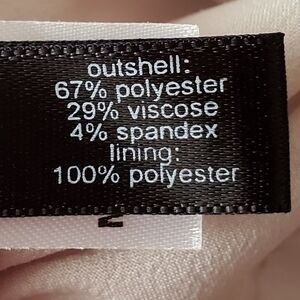 outshell:
67% polyester
29% viscose
4% spandex
lining:
100% polyester